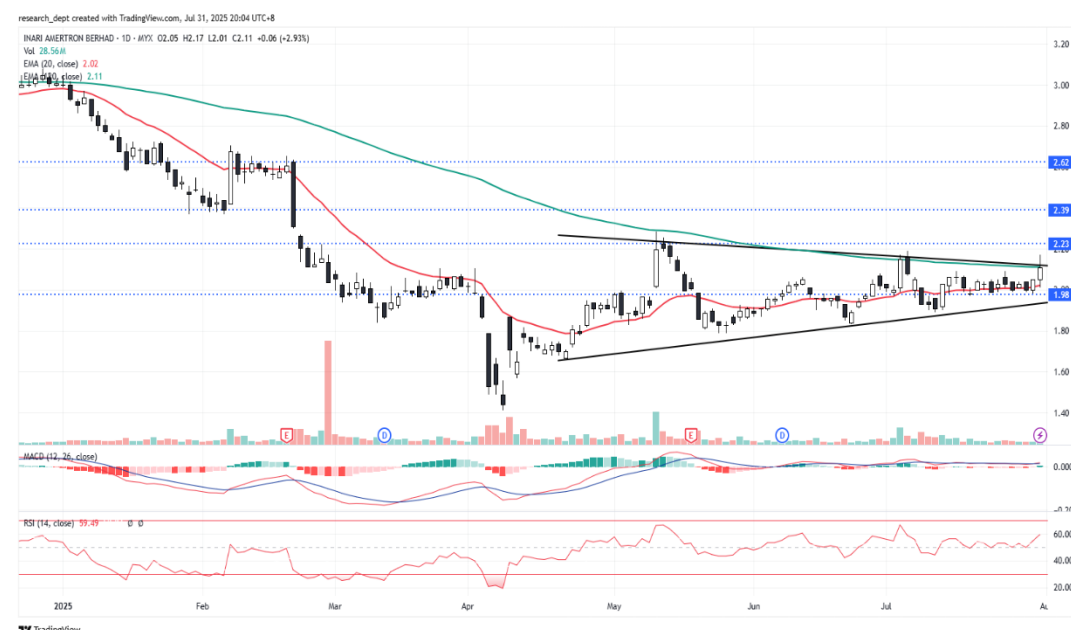 research_dept created with TradingView.com, Jul 31, 2025 20:04 UTC+8
INARI AMERTRON BERHAD · 1D · MYX O2.05 H2.17 L2.01 C2.11 +0.06 (+2.93%)
Vol 28.56M
EMA (20, close) 2.02
close) 2.11
3.20
3.00
2.80
2.62
2.39
2.23
1.98
1.80
1.60
1.40
E
D
E
D
MACD (12, 26, close)
0.000
RSI (14, close) 59.49 Ø Ø
60.00
40.00
20.00
2025 Feb Mar Apr May Jun Jul
TradingView